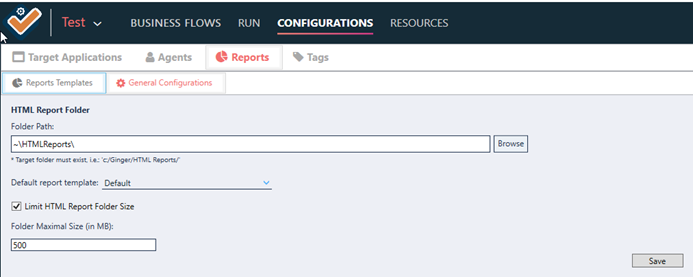 Test BUSINESS FLOWS RUN CONFIGURATIONS RESOURCES
Target Applications Agents Reports Tags
Reports Templates General Configurations
HTML Report Folder
Folder Path:
~\HTMLReports\ Browse
* Target folder must exist, i.e.: 'c:/Ginger/HTML Reports/'
Default report template: Default
Limit HTML Report Folder Size
Folder Maximal Size (in MB):
500
Save